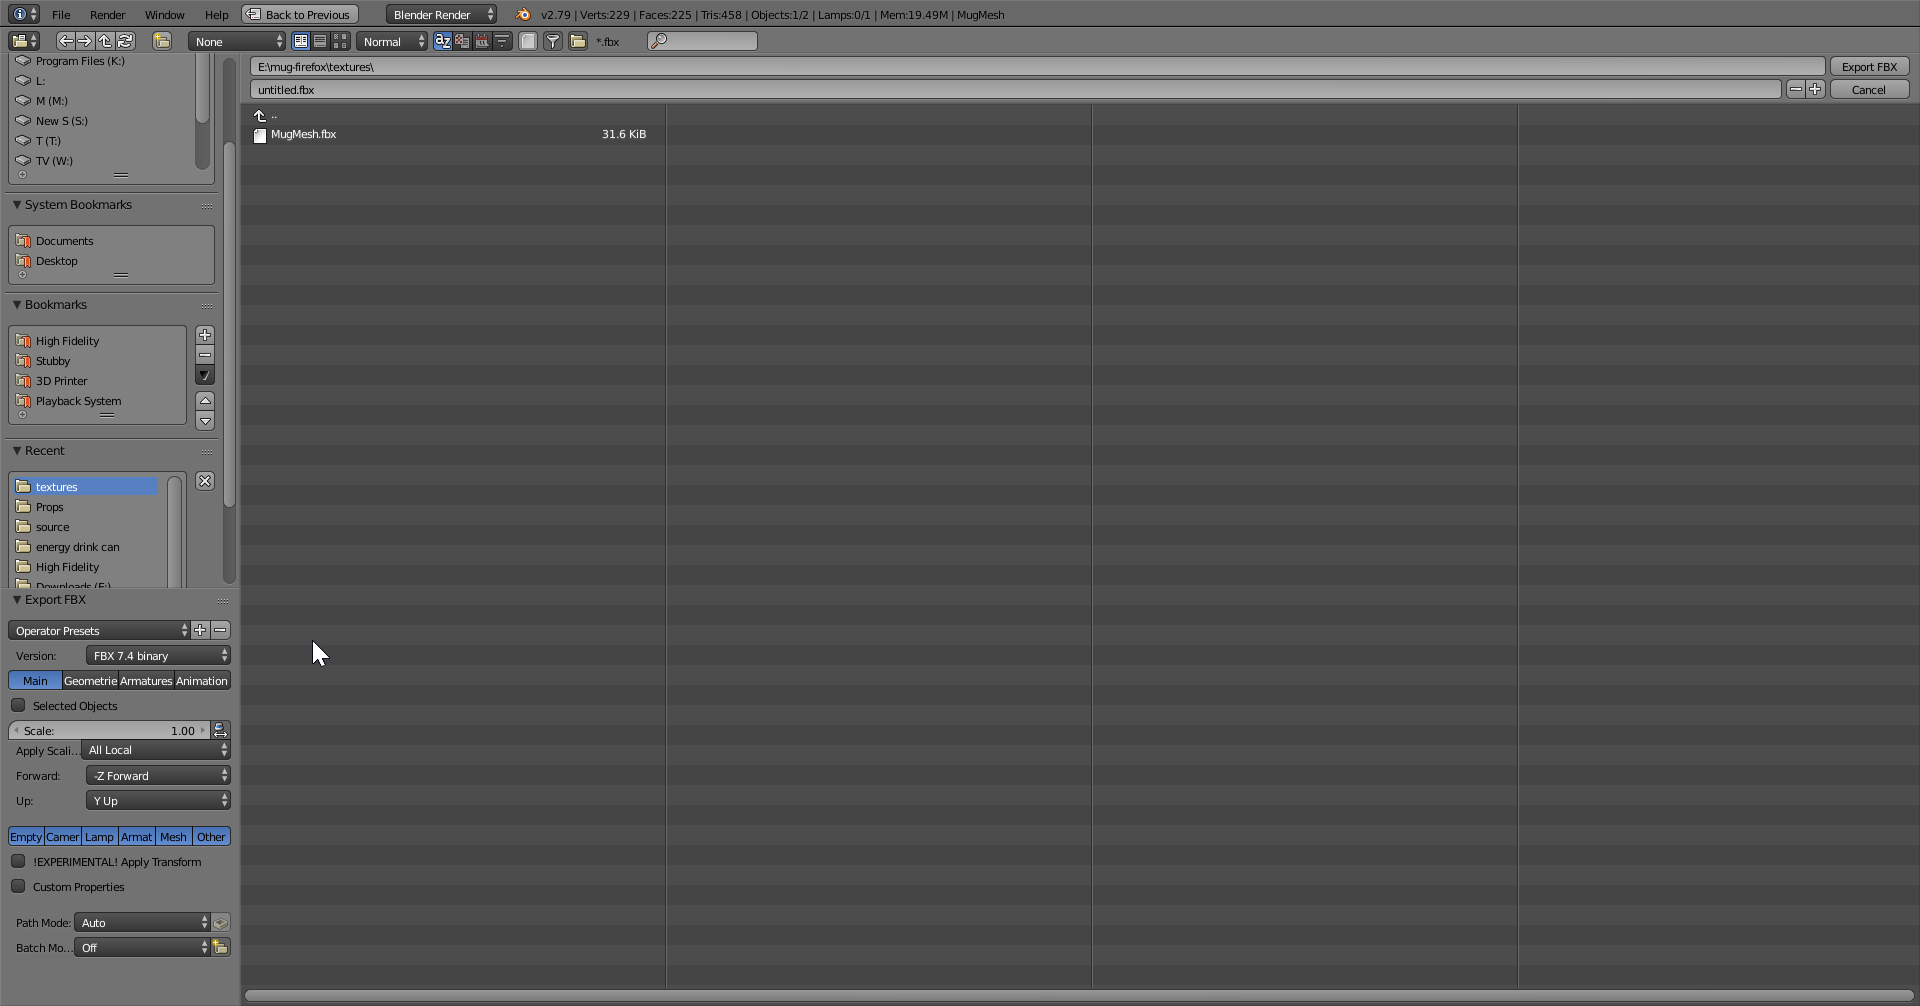 File Render Window Help Back to Previous Blender Render v2.79 | Verts:229 | Faces:225 | Tris:458 | Objects:1/2 | Lamps:0/1 | Mem:19.49M | MugMesh
None Normal *.fbx
Program Files (K:)
L:
M (M:)
New S (S:)
T (T:)
TV (W:)
System Bookmarks
Documents
Desktop
Bookmarks
High Fidelity
Stubby
3D Printer
Playback System
Recent
textures
Props
source
energy drink can
High Fidelity
Downloads (E:)
Export FBX
Operator Presets
Version: FBX 7.4 binary
Main Geometrie Armatures Animation
Selected Objects
Scale: 1.00
Apply Scali... All Local
Forward: -Z Forward
Up: Y Up
Empty Camer Lamp Armat Mesh Other
!EXPERIMENTAL! Apply Transform
Custom Properties
Path Mode: Auto
Batch Mo... Off
E:\mug-firefox\textures\ Export FBX
untitled.fbx Cancel
..
MugMesh.fbx 31.6 KiB